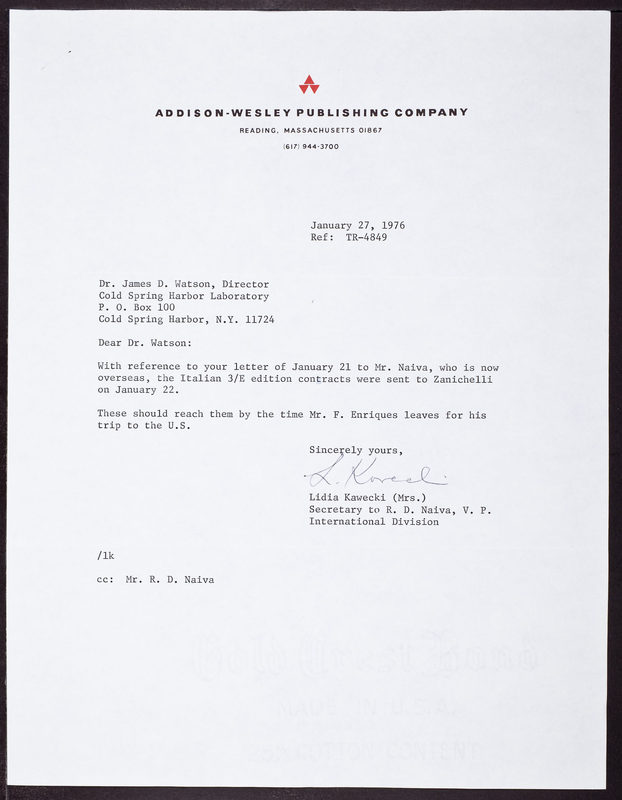 ADDISON-WESLEY PUBLISHING COMPANY
READING, MASSACHUSETTS 01867
(617) 944-3700
January 27, 1976
Ref: TR-4849
Dr. James D. Watson, Director
Cold Spring Harbor Laboratory
P. O. Box 100
Cold Spring Harbor, N.Y. 11724
Dear Dr. Watson:
With reference to your letter of January 21 to Mr. Naiva, who is now
overseas, the Italian 3/E edition contracts were sent to Zanichelli
on January 22.
These should reach them by the time Mr. F. Enriques leaves for his
trip to the U.S.
Sincerely yours,
L. Kawecki
Lidia Kawecki (Mrs.)
Secretary to R. D. Naiva, V. P.
International Division
/lk
cc: Mr. R. D. Naiva